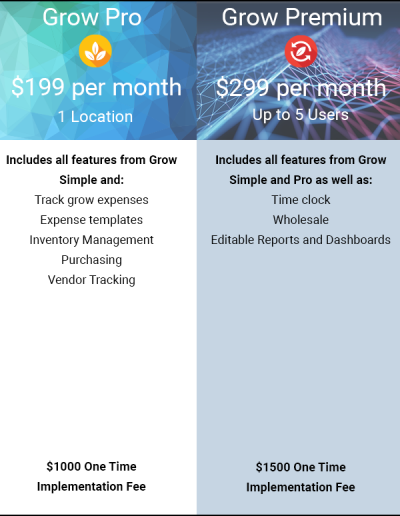 Grow Pro
$199 per month
1 Location
Includes all features from Grow
Simple and:
Track grow expenses
Expense templates
Inventory Management
Purchasing
Vendor Tracking
$1000 One Time
Implementation Fee
Grow Premium
$299 per month
Up to 5 Users
Includes all features from Grow
Simple and Pro as well as:
Time clock
Wholesale
Editable Reports and Dashboards
$1500 One Time
Implementation Fee